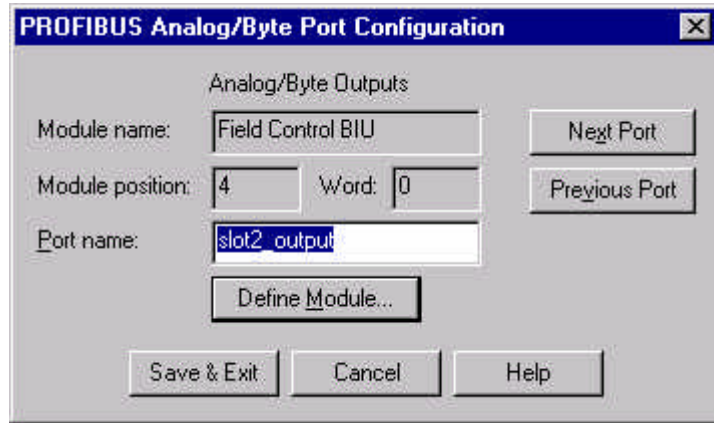 PROFIBUS Analog/Byte Port Configuration
Analog/Byte Outputs
Module name: Field Control BIU Next Port
Module position: 4 Word: 0 Previous Port
Port name: slot2_output
Define Module...
Save & Exit Cancel Help